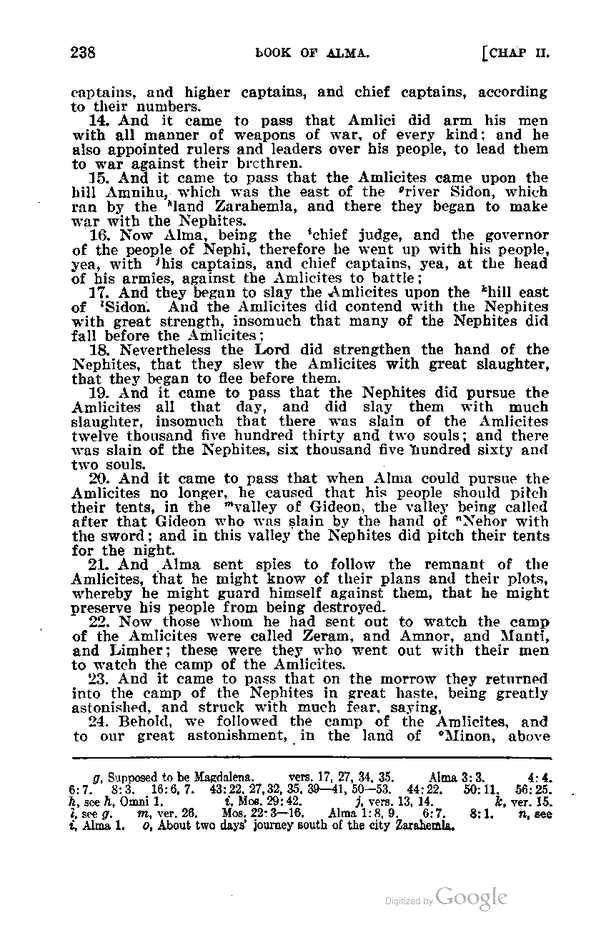 238 BOOK OF ALMA. [CHAP II.
captains, and higher captains, and chief captains, according
to their numbers.
14. And it came to pass that Amlici did arm his men
with all manner of weapons of war, of every kind; and he
also appointed rulers and leaders over his people, to lead them
to war against their brethren.
15. And it came to pass that the Amlicites came upon the
hill Amnihu, which was the east of the ᵍriver Sidon, which
ran by the ʰland Zarahemla, and there they began to make
war with the Nephites.
16. Now Alma, being the ⁱchief judge, and the governor
of the people of Nephi, therefore he went up with his people,
yea, with ʲhis captains, and chief captains, yea, at the head
of his armies, against the Amlicites to battle;
17. And they began to slay the Amlicites upon the ᵏhill east
of ˡSidon. And the Amlicites did contend with the Nephites
with great strength, insomuch that many of the Nephites did
fall before the Amlicites;
18. Nevertheless the Lord did strengthen the hand of the
Nephites, that they slew the Amlicites with great slaughter,
that they began to flee before them.
19. And it came to pass that the Nephites did pursue the
Amlicites all that day, and did slay them with much
slaughter, insomuch that there was slain of the Amlicites
twelve thousand five hundred thirty and two souls; and there
was slain of the Nephites, six thousand five hundred sixty and
two souls.
20. And it came to pass that when Alma could pursue the
Amlicites no longer, he caused that his people should pitch
their tents, in the ᵐvalley of Gideon, the valley being called
after that Gideon who was slain by the hand of ⁿNehor with
the sword; and in this valley the Nephites did pitch their tents
for the night.
21. And Alma sent spies to follow the remnant of the
Amlicites, that he might know of their plans and their plots,
whereby he might guard himself against them, that he might
preserve his people from being destroyed.
22. Now those whom he had sent out to watch the camp
of the Amlicites were called Zeram, and Amnor, and Manti,
and Limher; these were they who went out with their men
to watch the camp of the Amlicites.
23. And it came to pass that on the morrow they returned
into the camp of the Nephites in great haste, being greatly
astonished, and struck with much fear, saying,
24. Behold, we followed the camp of the Amlicites, and
to our great astonishment, in the land of ᵒMinon, above
g, Supposed to be Magdalena. vers. 17, 27, 34, 35. Alma 3: 3. 4: 4.
6: 7. 8: 3. 16: 6, 7. 43: 22, 27, 32, 35, 39—41, 50—53. 44: 22. 50: 11. 56: 25.
h, see h, Omni 1. i, Mos. 29: 42. j, vers. 13, 14. k, ver. 15.
l, see g. m, ver. 26. Mos. 22: 3—16. Alma 1: 8, 9. 6: 7. 8: 1. n, see
i, Alma 1. o, About two days' journey south of the city Zarahemla.
Digitized by Google